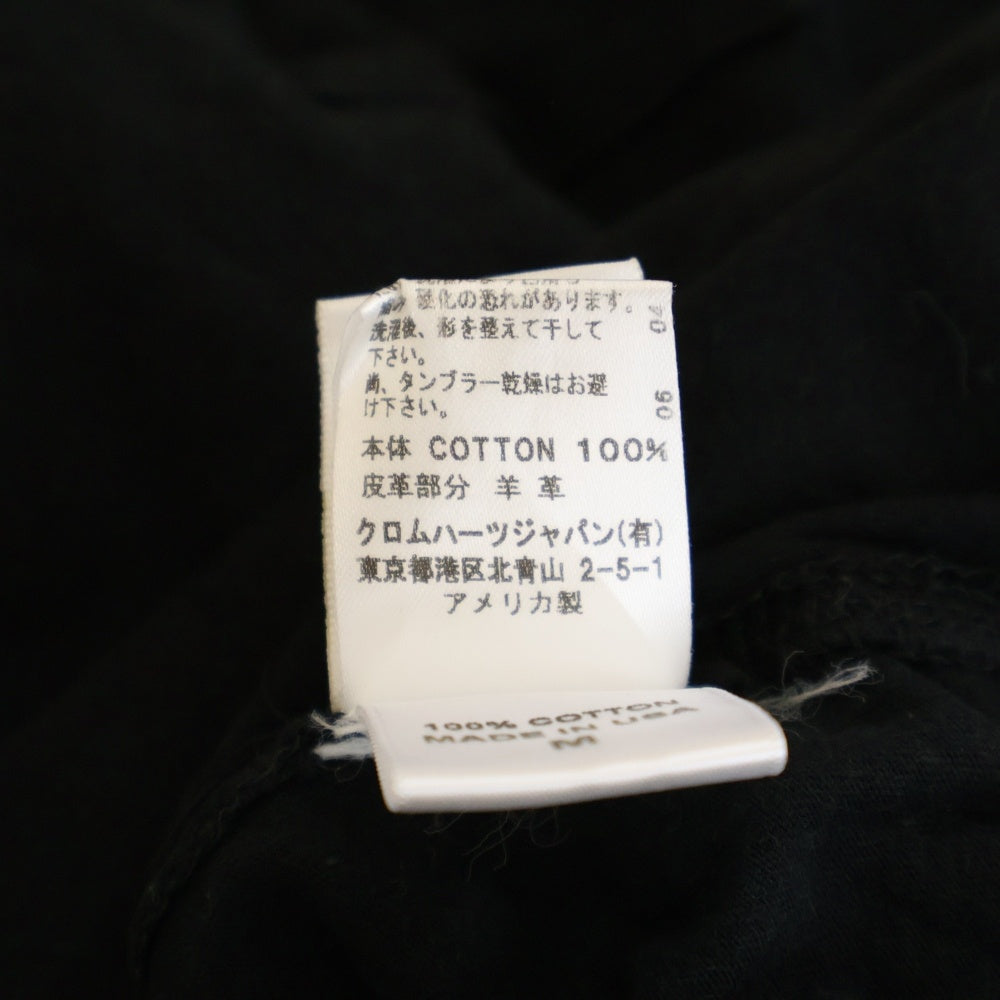 硬化の恐れがあります。
洗濯後、形を整えて干して
下さい。
尚、タンブラー乾燥はお避
け下さい。
本体 COTTON 100%
皮革部分 羊革
クロムハーツジャパン(有)
東京都港区北青山 2-5-1
アメリカ製
04
06
100% COTTON
MADE IN USA
M